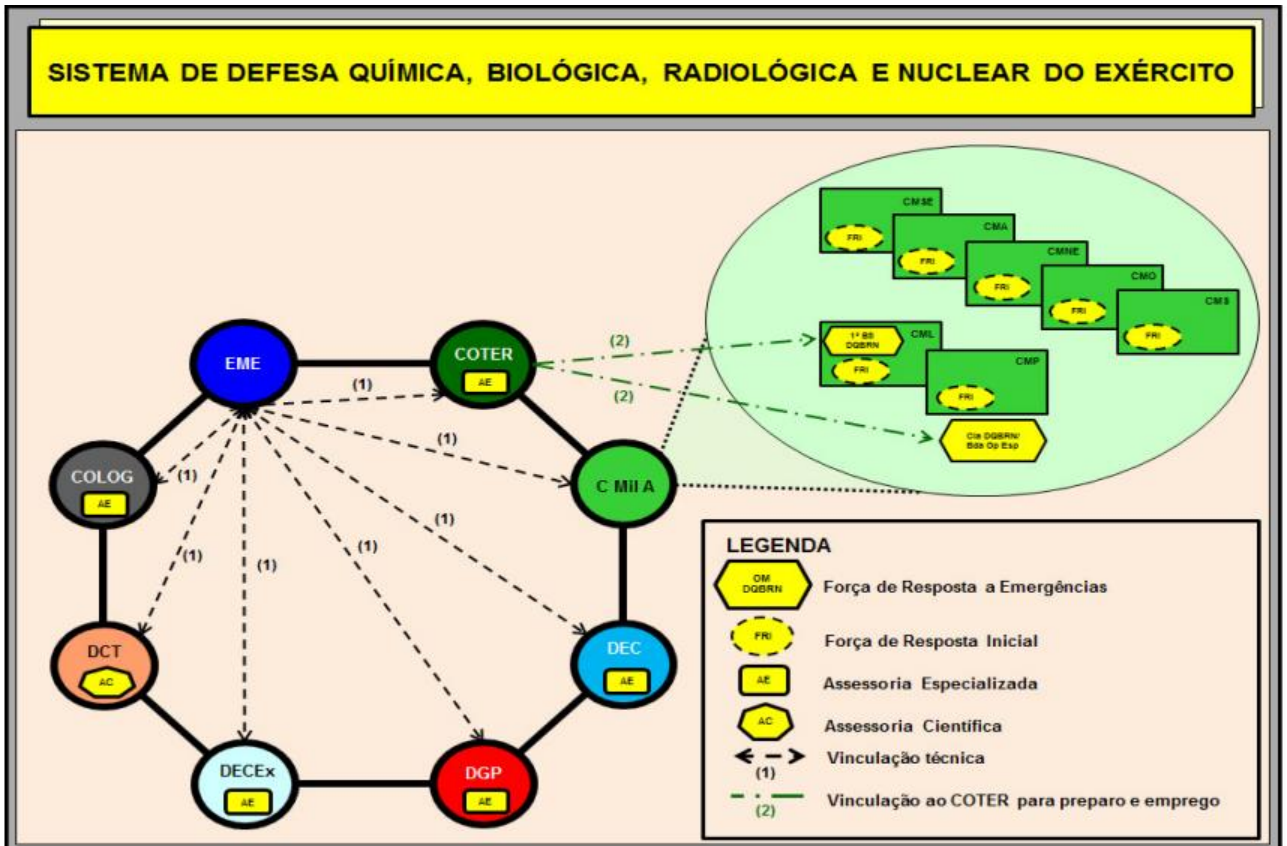 SISTEMA DE DEFESA QUÍMICA, BIOLÓGICA, RADIOLÓGICA E NUCLEAR DO EXÉRCITO
CMSE
FRI
CMA
FRI
CMNE
FRI
CMO
FRI
CMS
FRI
1º Btl
DQBRN
CML
FRI
CMP
FRI
Cia DQBRN/
Bda Op Esp
EME
COTER
AE
(2)
(2)
(1)
(1)
(1)
(1)
(1)
(1)
(1)
COLOG
AE
C Mil A
DCT
AC
DEC
AE
DECEx
AE
DGP
AE
LEGENDA
OM
DQBRN
Força de Resposta a Emergências
FRI
Força de Resposta Inicial
AE
Assessoria Especializada
AC
Assessoria Científica
(1)
Vinculação técnica
(2)
Vinculação ao COTER para preparo e emprego